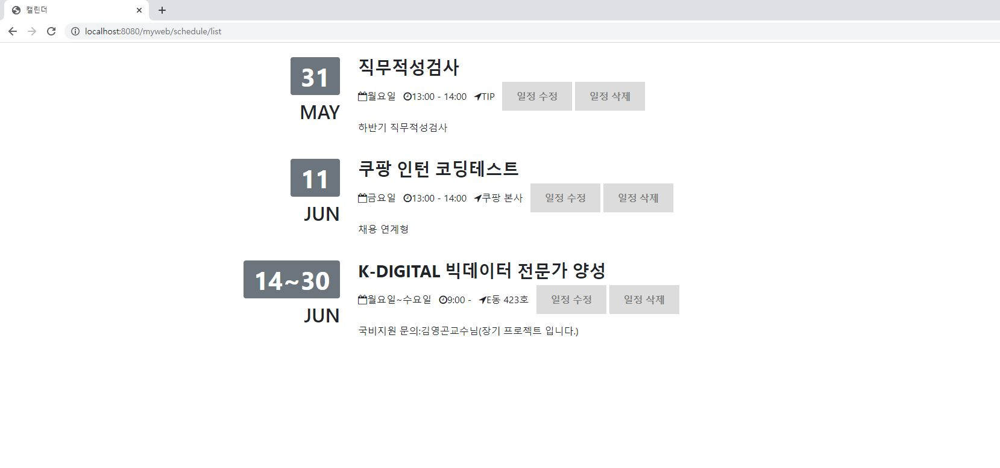 캘린더
localhost:8080/myweb/schedule/list
31
MAY
직무적성검사
월요일 13:00 - 14:00 TIP 일정 수정 일정 삭제
하반기 직무적성검사
11
JUN
쿠팡 인턴 코딩테스트
금요일 13:00 - 14:00 쿠팡 본사 일정 수정 일정 삭제
채용 연계형
14~30
JUN
K-DIGITAL 빅데이터 전문가 양성
월요일~수요일 9:00 - E동 423호 일정 수정 일정 삭제
국비지원 문의:김영곤교수님(장기 프로젝트 입니다.)